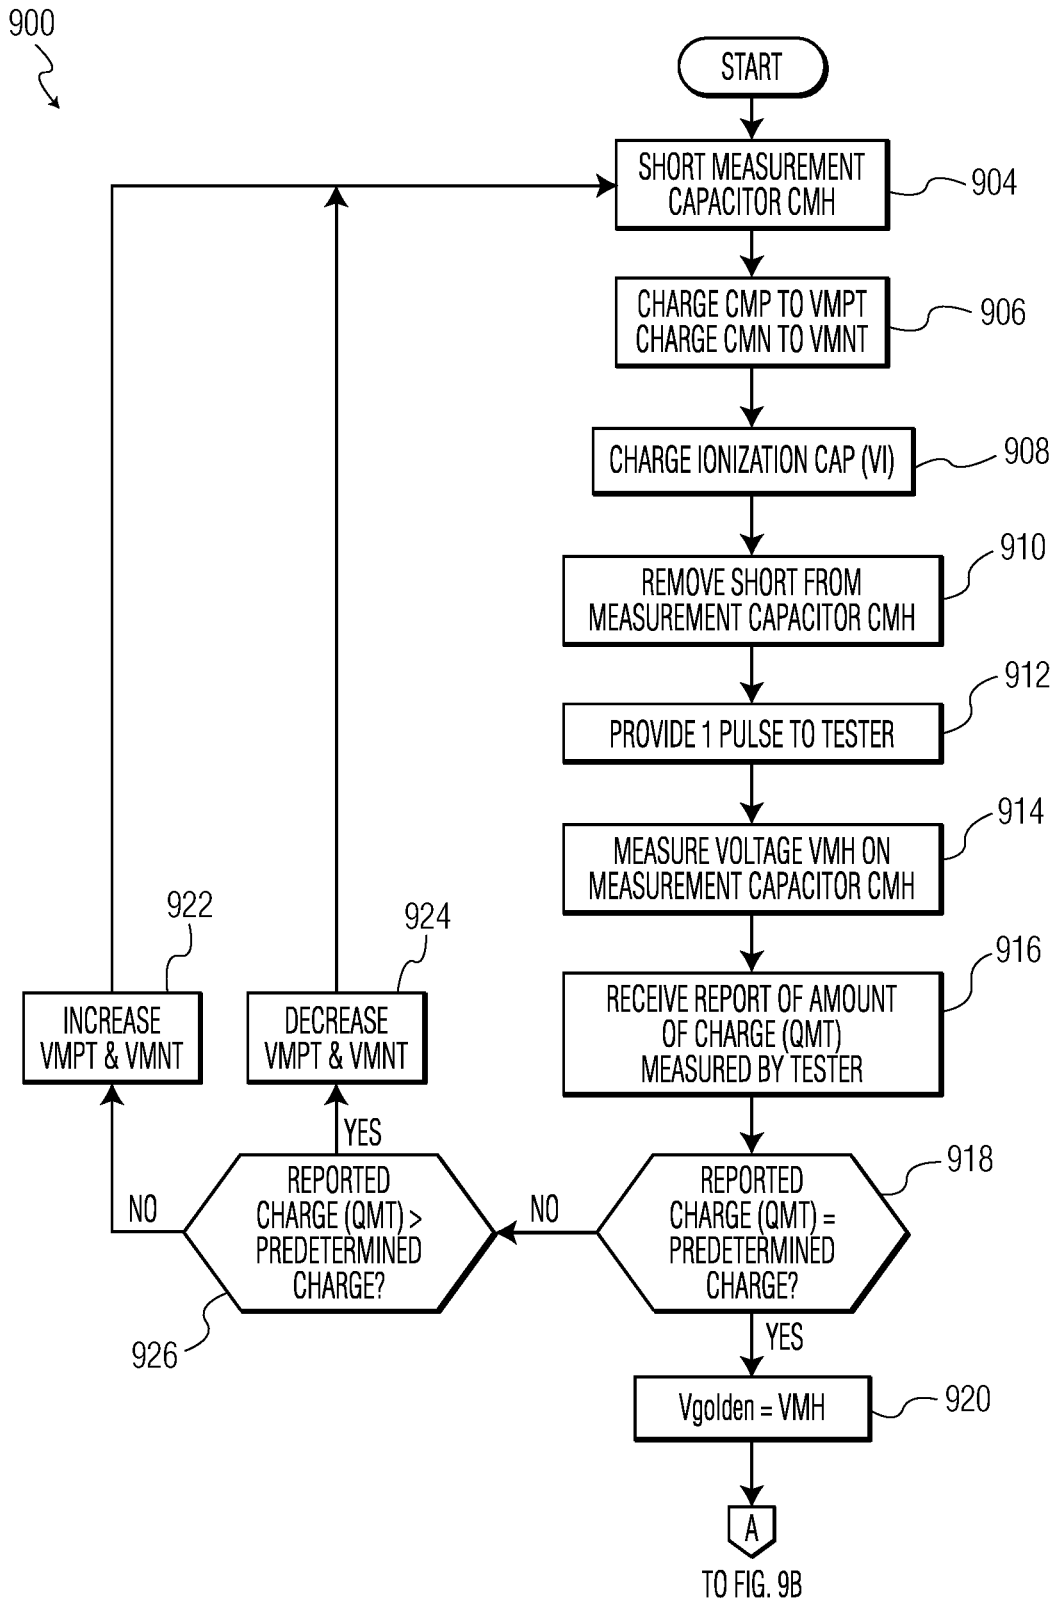 900
START
SHORT MEASUREMENT
CAPACITOR CMH
904
CHARGE CMP TO VMPT
CHARGE CMN TO VMNT
906
CHARGE IONIZATION CAP (VI)
908
REMOVE SHORT FROM
MEASUREMENT CAPACITOR CMH
910
PROVIDE 1 PULSE TO TESTER
912
MEASURE VOLTAGE VMH ON
MEASUREMENT CAPACITOR CMH
914
RECEIVE REPORT OF AMOUNT
OF CHARGE (QMT)
MEASURED BY TESTER
916
REPORTED
CHARGE (QMT) =
PREDETERMINED
CHARGE?
918
NO
YES
REPORTED
CHARGE (QMT) >
PREDETERMINED
CHARGE?
926
YES
NO
DECREASE
VMPT & VMNT
924
INCREASE
VMPT & VMNT
922
Vgolden = VMH
920
A
TO FIG. 9B